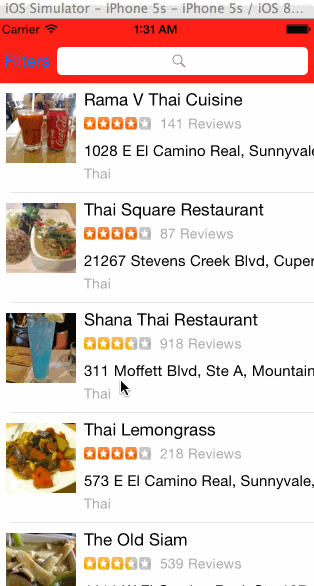 iOS Simulator - iPhone 5s - iPhone 5s / iOS 8...
Carrier 1:31 AM
Filters
Rama V Thai Cuisine
141 Reviews
1028 E El Camino Real, Sunnyvale
Thai
Thai Square Restaurant
87 Reviews
21267 Stevens Creek Blvd, Cuper
Thai
Shana Thai Restaurant
918 Reviews
311 Moffett Blvd, Ste A, Mountain
Thai
Thai Lemongrass
218 Reviews
573 E El Camino Real, Sunnyvale,
Thai
The Old Siam
539 Reviews